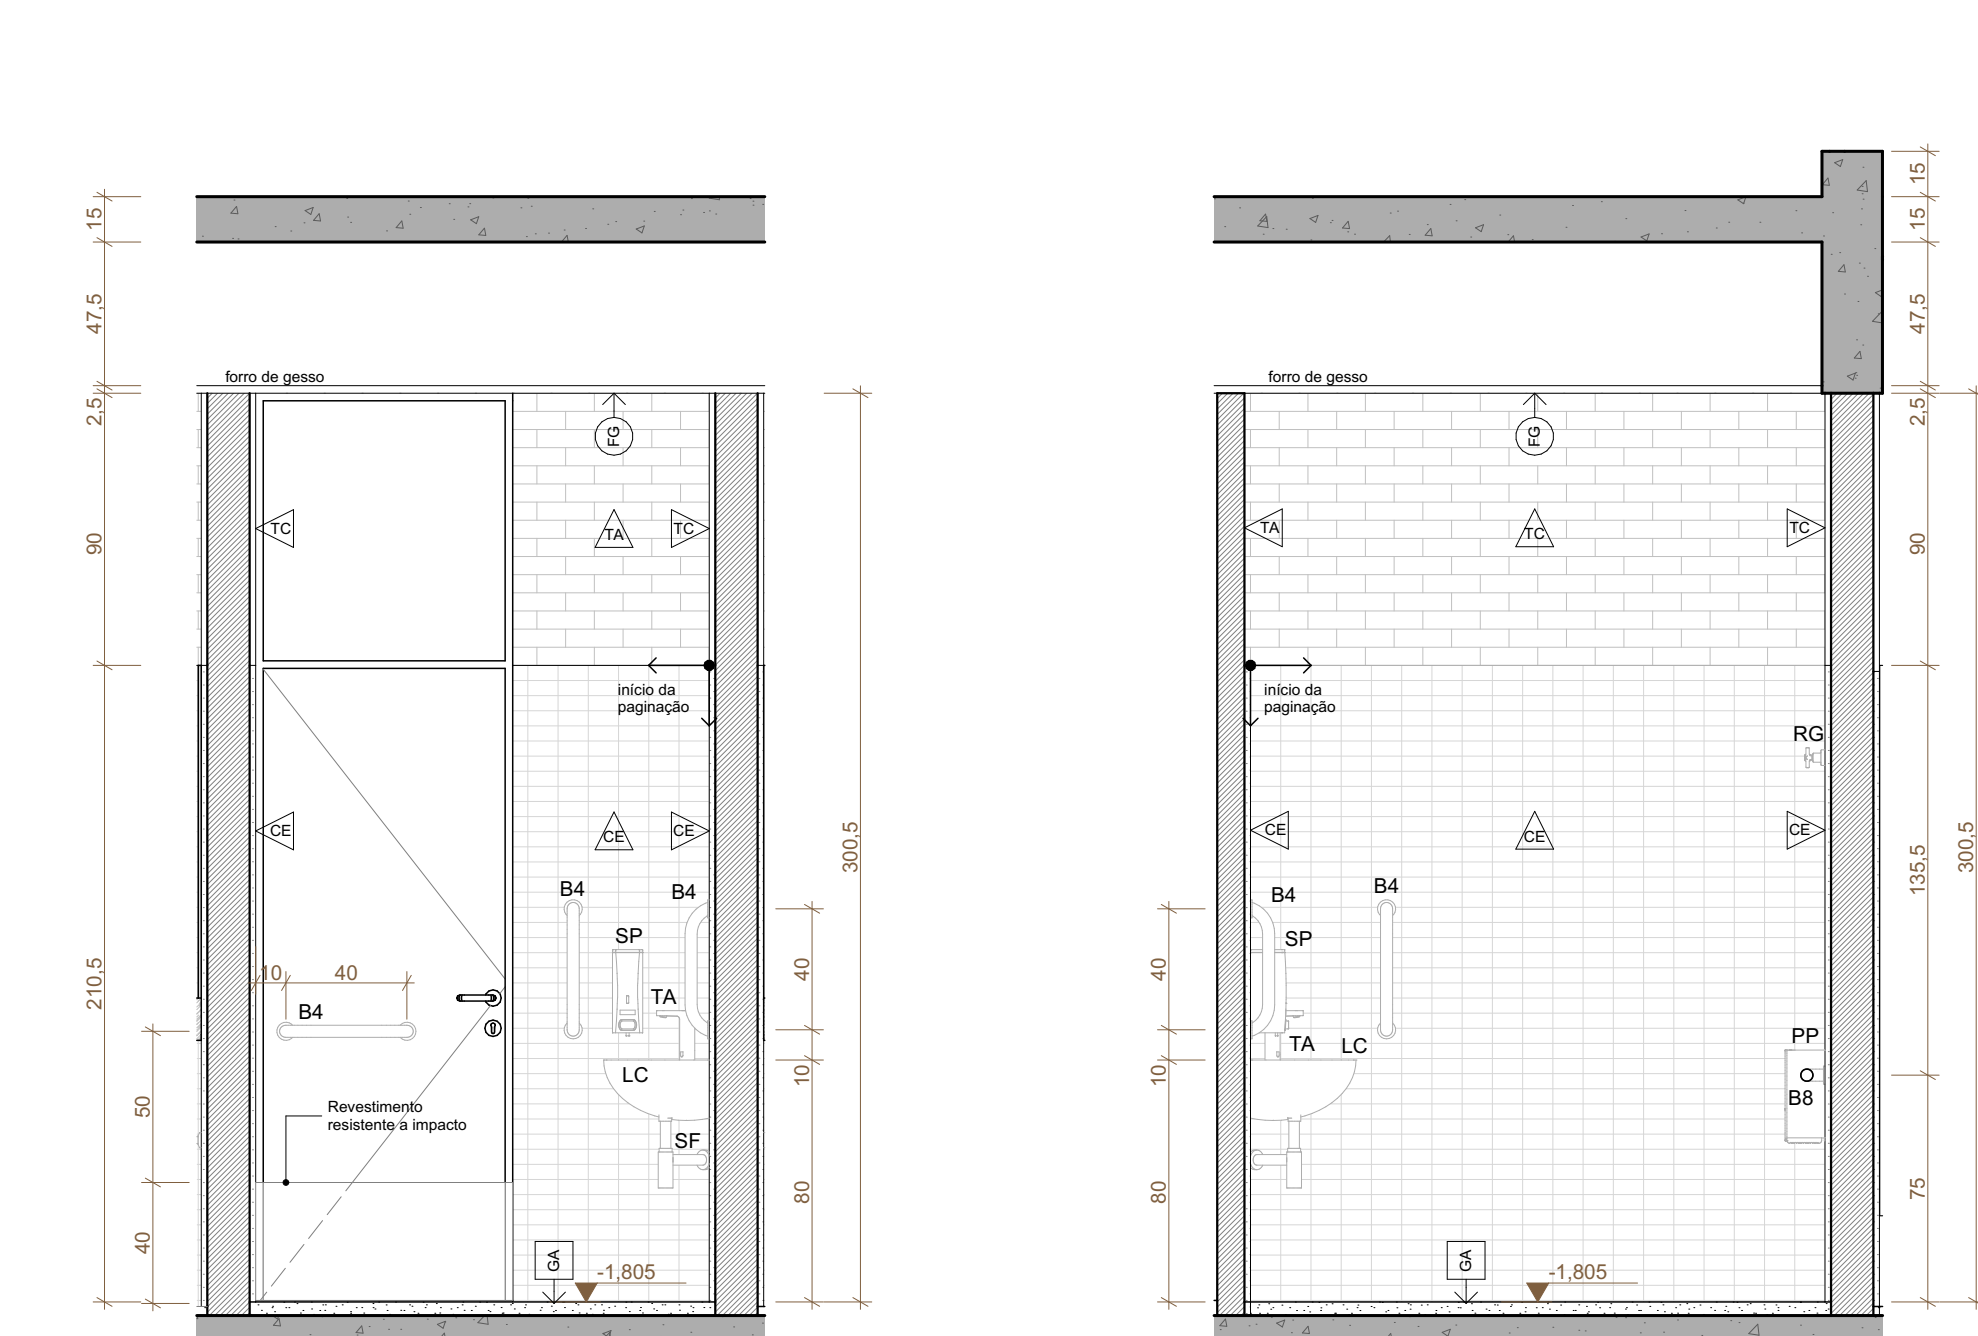 15
47,5
forro de gesso
2,5
FG
TC
TA
TC
90
início da
paginação
CE
CE
CE
300,5
B4
B4
SP
10
40
TA
40
B4
210,5
LC
10
50
Revestimento
resistente a impacto
SF
80
40
GA
-1,805
15
15
47,5
forro de gesso
2,5
FG
TA
TC
TC
90
início da
paginação
RG
CE
CE
CE
135,5
300,5
B4
B4
SP
40
TA
LC
PP
10
B8
80
75
GA
-1,805